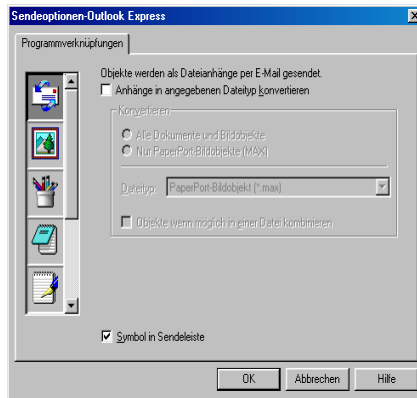 Sendeoptionen-Outlook Express
Programmverknüpfungen
Objekte werden als Dateianhänge per E-Mail gesendet.
Anhänge in angegebenen Dateityp konvertieren
Konvertieren
Alle Dokumente und Bildobjekte
Nur PaperPort-Bildobjekte (MAX)
Dateityp: PaperPort-Bildobjekt (*.max)
Objekte wenn möglich in einer Datei kombinieren
Symbol in Sendeleiste
OK Abbrechen Hilfe